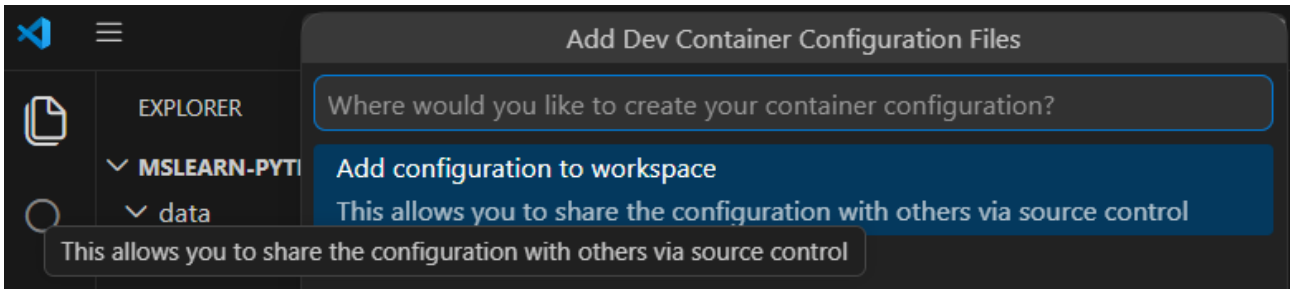 Add Dev Container Configuration Files
Where would you like to create your container configuration?
EXPLORER
MSLEARN-PYT
data
Add configuration to workspace
This allows you to share the configuration with others via source control
This allows you to share the configuration with others via source control